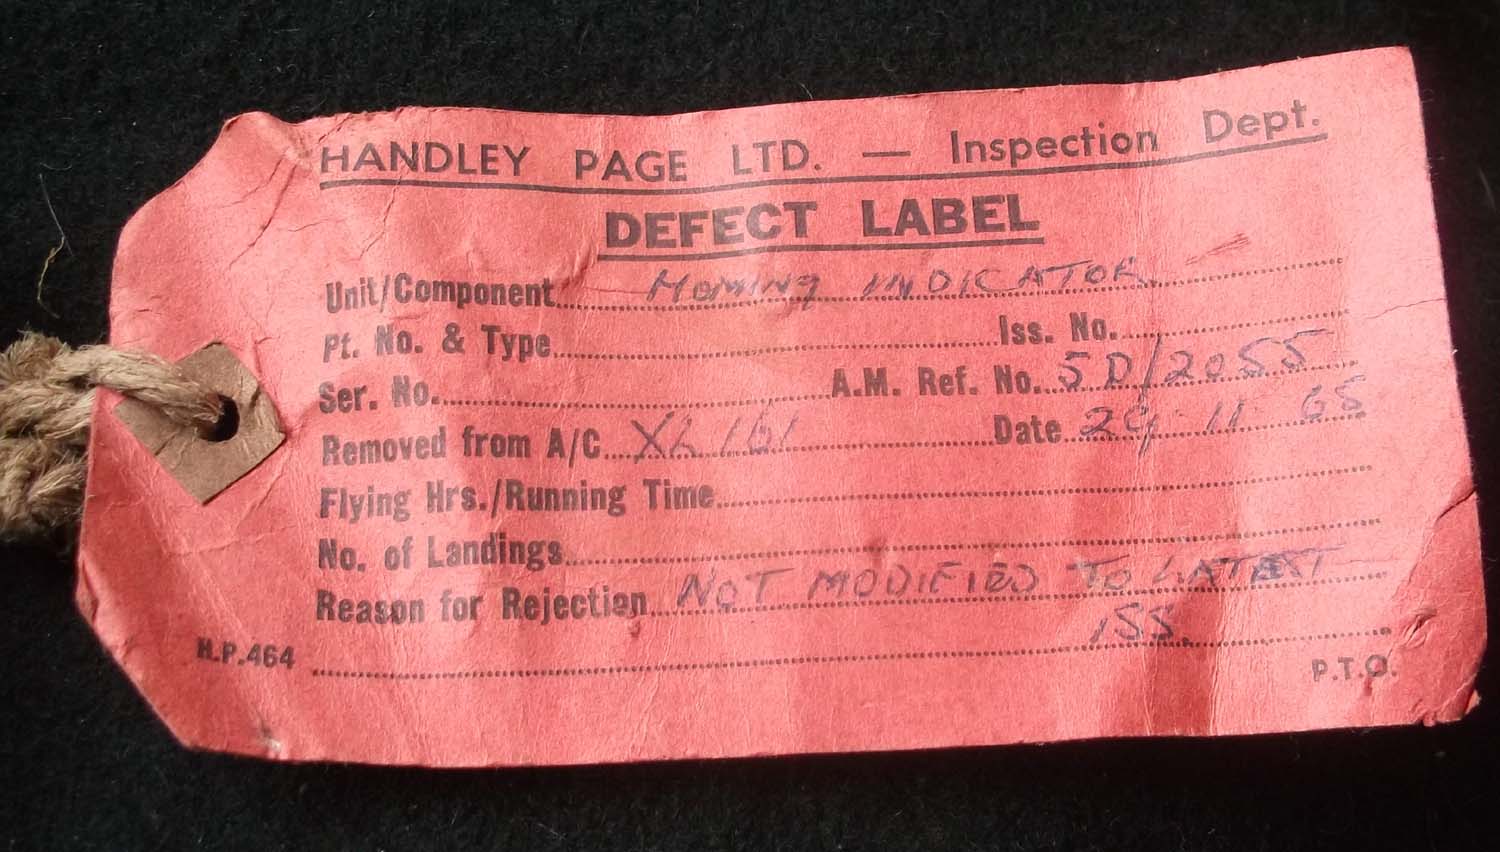 HANDLEY PAGE LTD. — Inspection Dept.
DEFECT LABEL
Unit/Component HOMING INDICATOR
Pt. No. & Type Iss. No.
Ser. No. A.M. Ref. No. 5D/2055
Removed from A/C XL161 Date 29 11 65
Flying Hrs./Running Time
No. of Landings
Reason for Rejection NOT MODIFIED TO LATEST
ISS.
H.P.464
P.T.O.